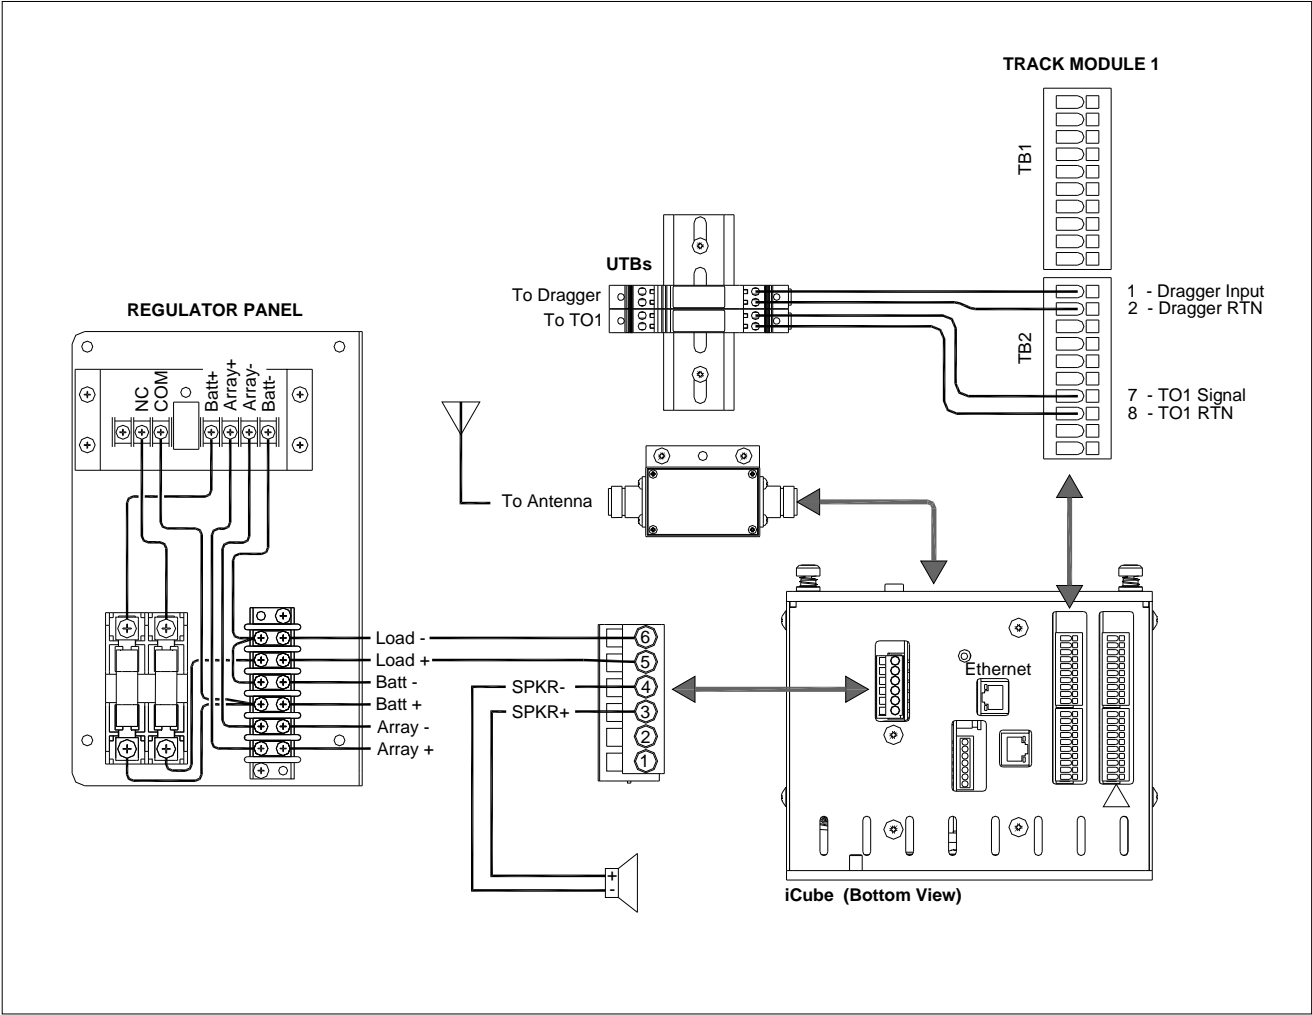 TRACK MODULE 1
TB1
UTBs
To Dragger
To TO1
1 - Dragger Input
2 - Dragger RTN
TB2
7 - TO1 Signal
8 - TO1 RTN
REGULATOR PANEL
NC
COM
Batt+
Array+
Array-
Batt-
To Antenna
Load -
Load +
Batt -
Batt +
Array -
Array +
SPKR-
SPKR+
6
5
4
3
2
1
+
-
Ethernet
iCube (Bottom View)